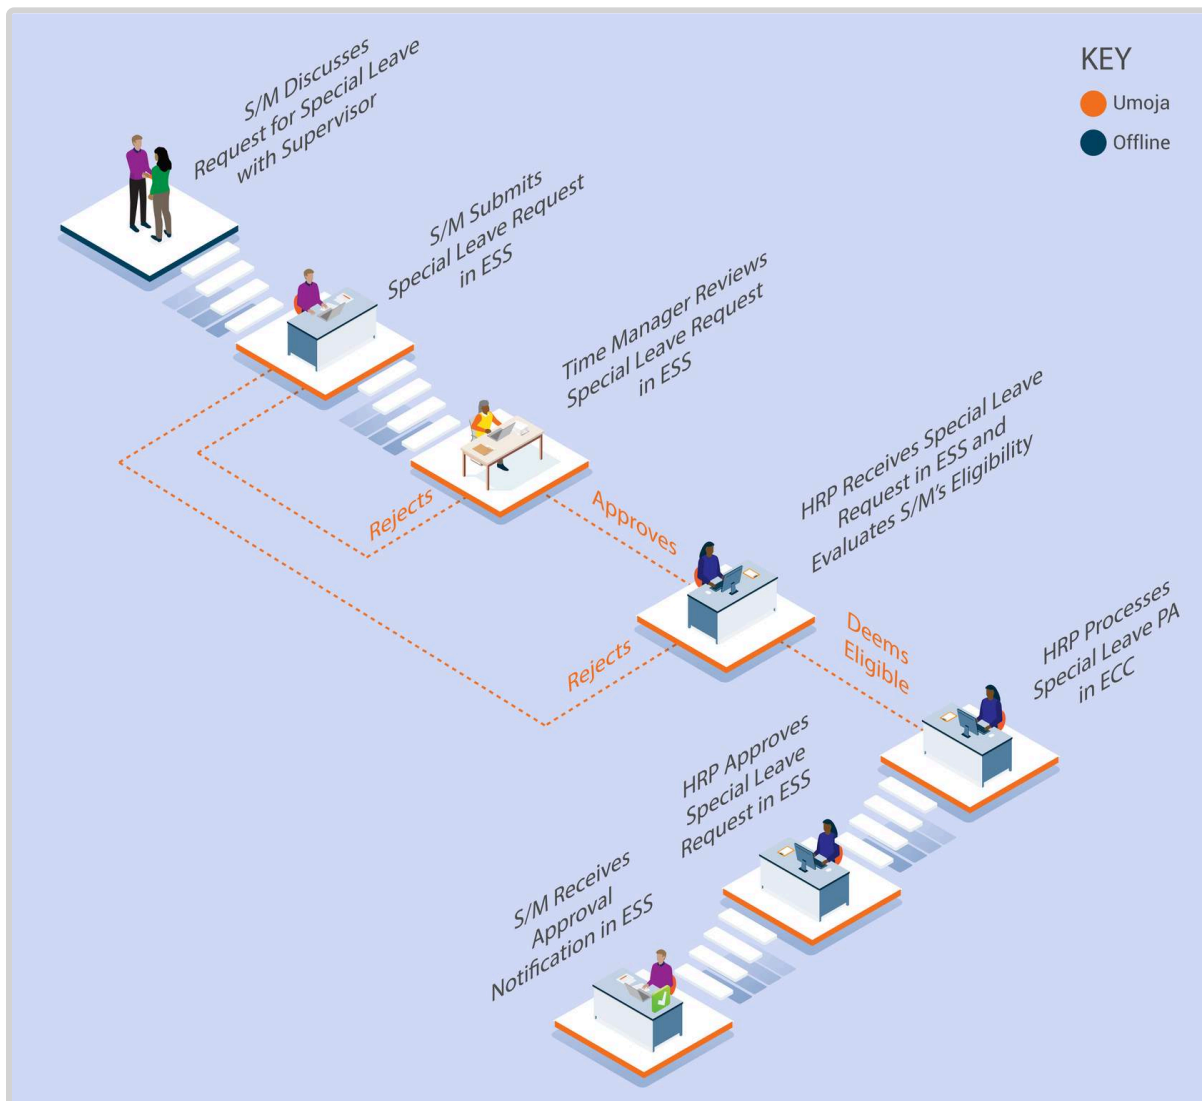 S/M Discusses
Request for Special Leave
with Supervisor
KEY
Umoja
Offline
S/M Submits
Special Leave Request
in ESS
Time Manager Reviews
Special Leave Request
in ESS
Rejects
Approves
HRP Receives Special Leave
Request in ESS and
Evaluates S/M's Eligibility
Rejects
Deems
Eligible
HRP Processes
Special Leave PA
in ECC
HRP Approves
Special Leave
Request in ESS
S/M Receives
Approval
Notification in ESS